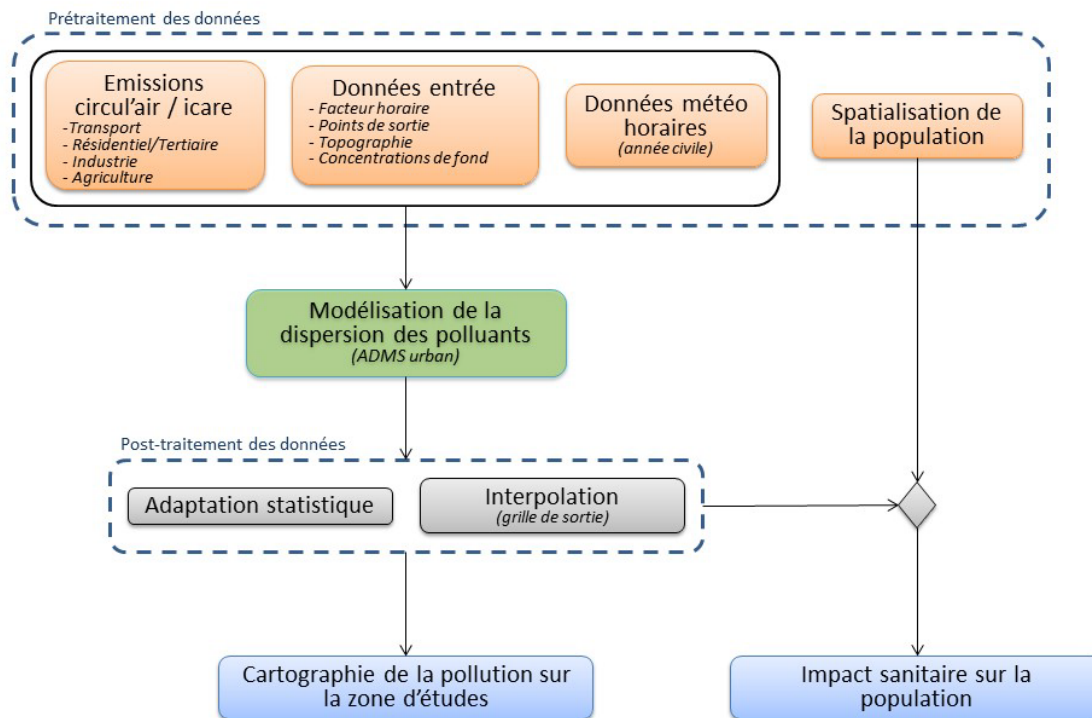 Prétraitement des données
Emissions
circul'air / icare
-Transport
- Résidentiel/Tertiaire
- Industrie
- Agriculture
Données entrée
- Facteur horaire
- Points de sortie
- Topographie
- Concentrations de fond
Données météo
horaires
(année civile)
Spatialisation de
la population
Modélisation de la
dispersion des polluants
(ADMS urban)
Post-traitement des données
Adaptation statistique
Interpolation
(grille de sortie)
Cartographie de la pollution sur
la zone d'études
Impact sanitaire sur la
population